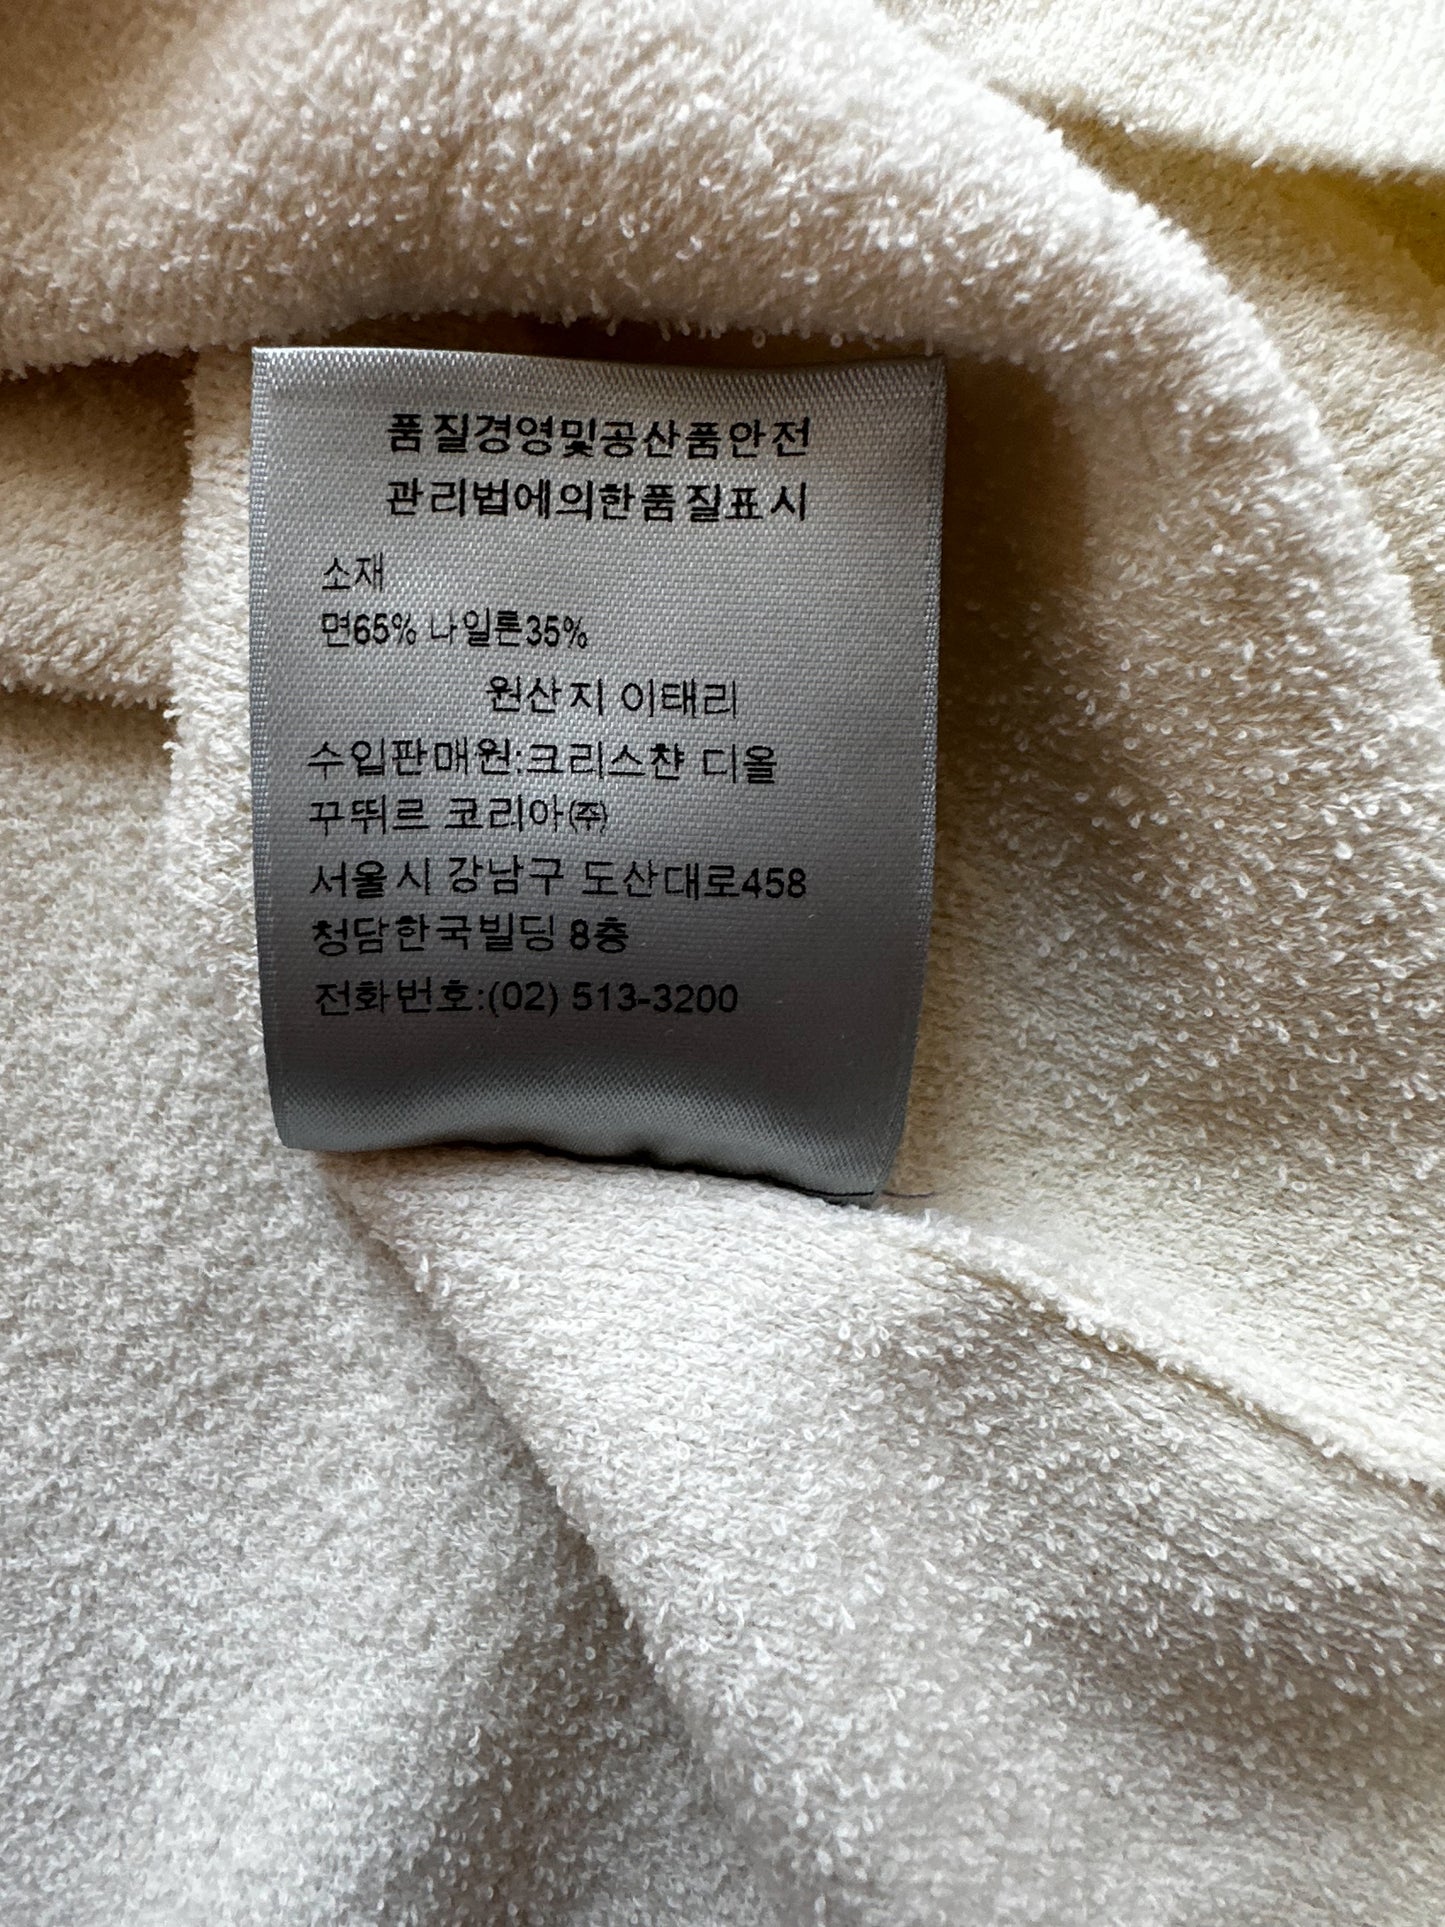 품질경영및공산품안전
관리법에의한품질표시
소재
면65% 나일론35%
원산지 이태리
수입판매원:크리스챤 디올
꾸뛰르 코리아㈜
서울시 강남구 도산대로458
청담한국빌딩 8층
전화번호:(02) 513-3200